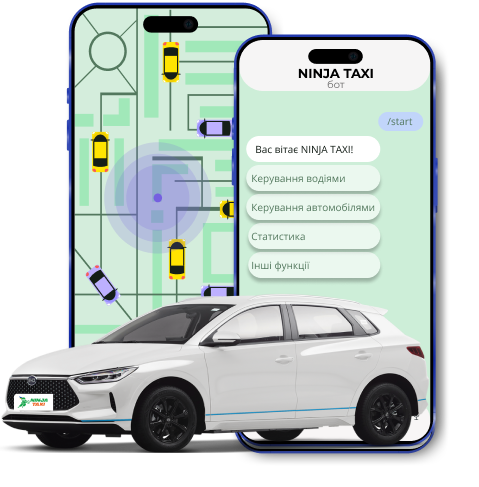 NINJA TAXI
бот
/start
Вас вітає NINJA TAXI!
Керування водіями
Керування автомобілями
Статистика
Інші функції
NINJA
TAXI